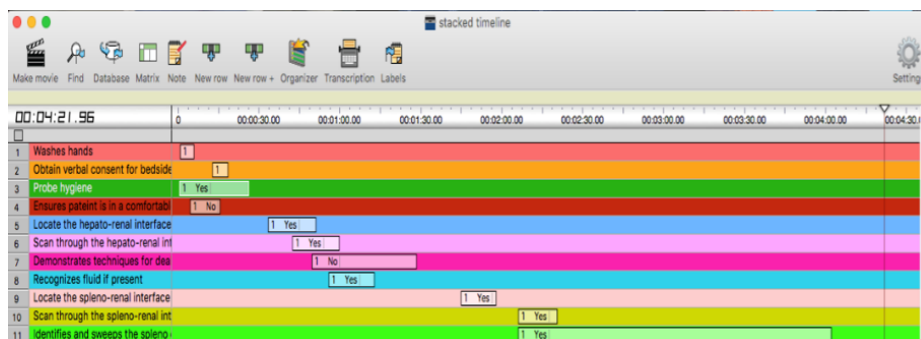 stacked timeline
Make movie Find Database Matrix Note New row New row + Organizer Transcription Labels Setting
00:04:21.96 0 00:00:30.00 00:01:00.00 00:01:30.00 00:02:00.00 00:02:30.00 00:03:00.00 00:03:30.00 00:04:00.00 00:04:30.0
1 Washes hands 1
2 Obtain verbal consent for bedside 1
3 Probe hygiene 1 Yes
4 Ensures pateint is in a comfortabl 1 No
5 Locate the hepato-renal interface 1 Yes
6 Scan through the hepato-renal int 1 Yes
7 Demonstrates techniques for dea 1 No
8 Recognizes fluid if present 1 Yes
9 Locate the spleno-renal interface 1 Yes
10 Scan through the spleno-renal int 1 Yes
11 Identifies and sweeps the spleno 1 Yes